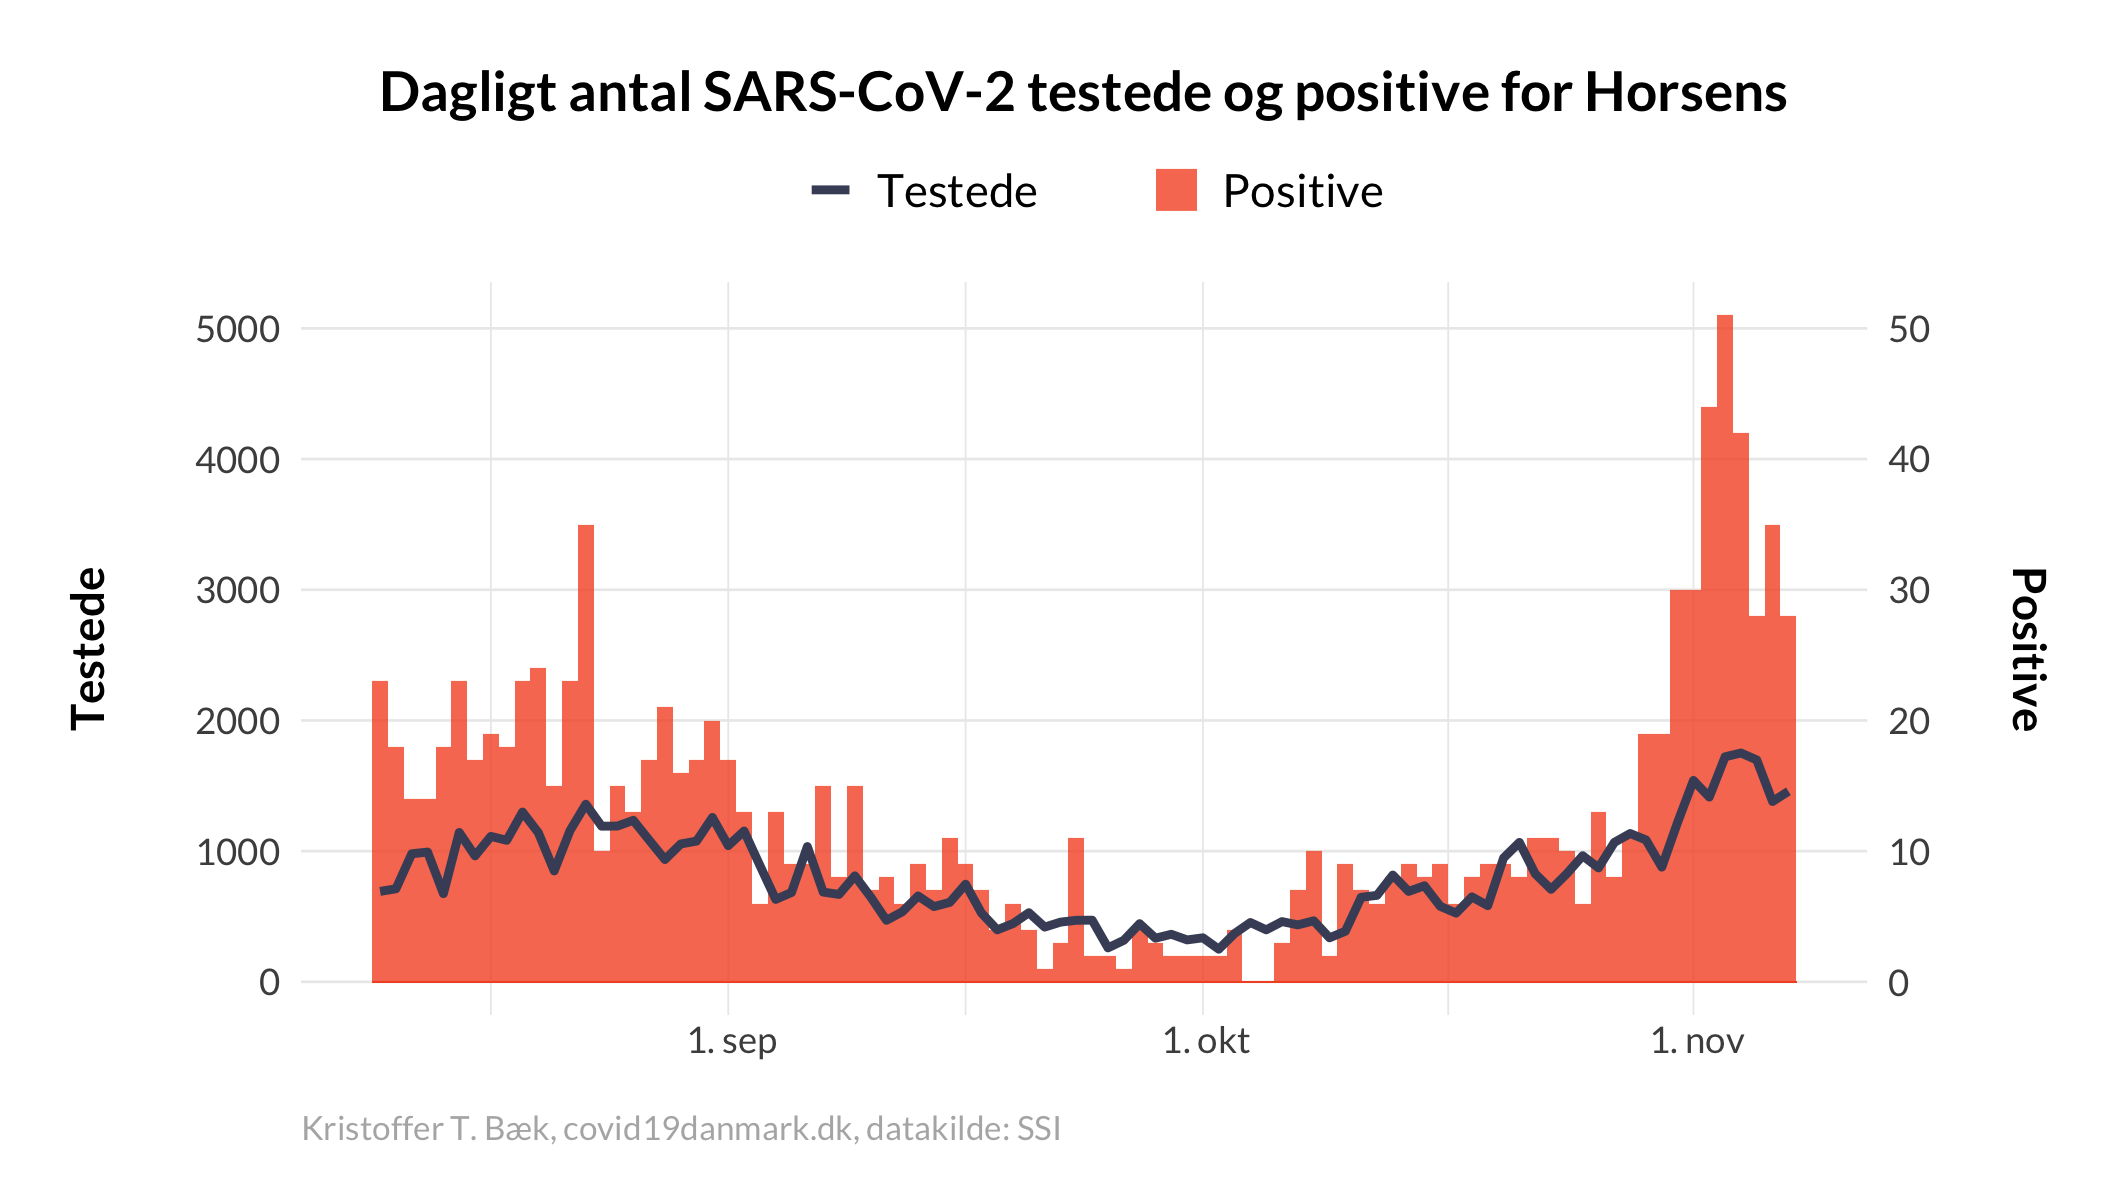 Dagligt antal SARS-CoV-2 testede og positive for Horsens
Testede
Positive
5000
4000
3000
2000
1000
0
Testede
50
40
30
20
10
0
Positive
1. sep
1. okt
1. nov
Kristoffer T. Bæk, covid19danmark.dk, datakilde: SSI